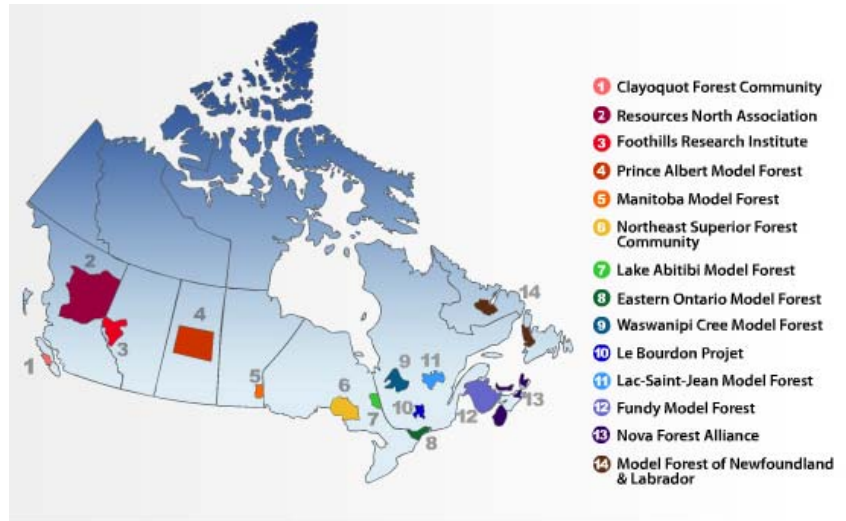 1 Clayoquot Forest Community
2 Resources North Association
3 Foothills Research Institute
4 Prince Albert Model Forest
5 Manitoba Model Forest
6 Northeast Superior Forest
Community
7 Lake Abitibi Model Forest
8 Eastern Ontario Model Forest
9 Waswanipi Cree Model Forest
10 Le Bourdon Projet
11 Lac-Saint-Jean Model Forest
12 Fundy Model Forest
13 Nova Forest Alliance
14 Model Forest of Newfoundland
& Labrador
2
14
4
3
1
9
11
5
6
10
7
12
13
8